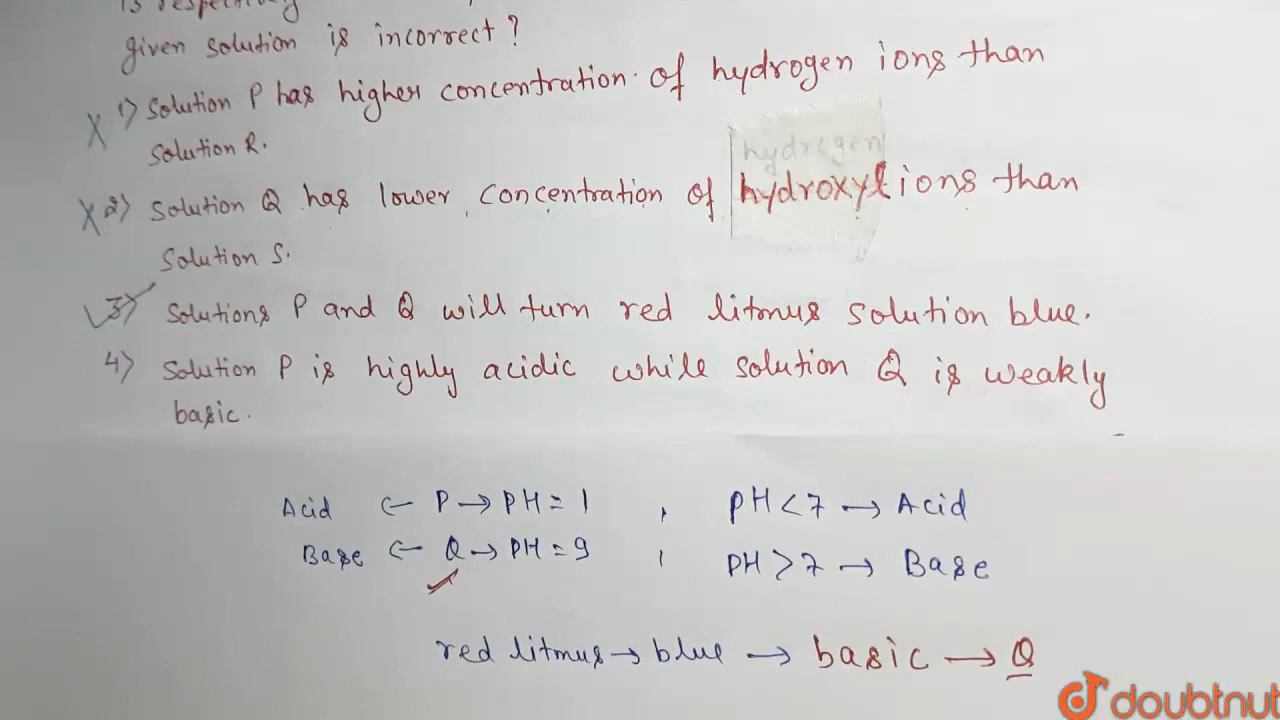 is respectively
given solution is incorrect?
X 1) Solution P has higher concentration of hydrogen ions than
Solution R.
hydrogen
X 2) Solution Q has lower concentration of hydroxyl ions than
Solution S.
3) Solutions P and Q will turn red litmus solution blue.
4) Solution P is highly acidic while solution Q is weakly
basic.
Acid ← P → PH = 1 , PH < 7 → Acid
Base ← Q → PH = 9 , PH > 7 → Base
red litmus → blue → basic → Q
doubtnut